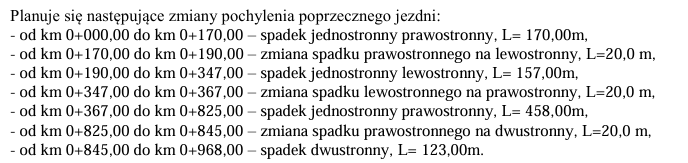 Planuje się następujące zmiany pochylenia poprzecznego jezdni:
- od km 0+000,00 do km 0+170,00 – spadek jednostronny prawostronny, L= 170,00m,
- od km 0+170,00 do km 0+190,00 – zmiana spadku prawostronnego na lewostronny, L=20,0 m,
- od km 0+190,00 do km 0+347,00 – spadek jednostronny lewostronny, L= 157,00m,
- od km 0+347,00 do km 0+367,00 – zmiana spadku lewostronnego na prawostronny, L=20,0 m,
- od km 0+367,00 do km 0+825,00 – spadek jednostronny prawostronny, L= 458,00m,
- od km 0+825,00 do km 0+845,00 – zmiana spadku prawostronnego na dwustronny, L=20,0 m,
- od km 0+845,00 do km 0+968,00 – spadek dwustronny, L= 123,00m.